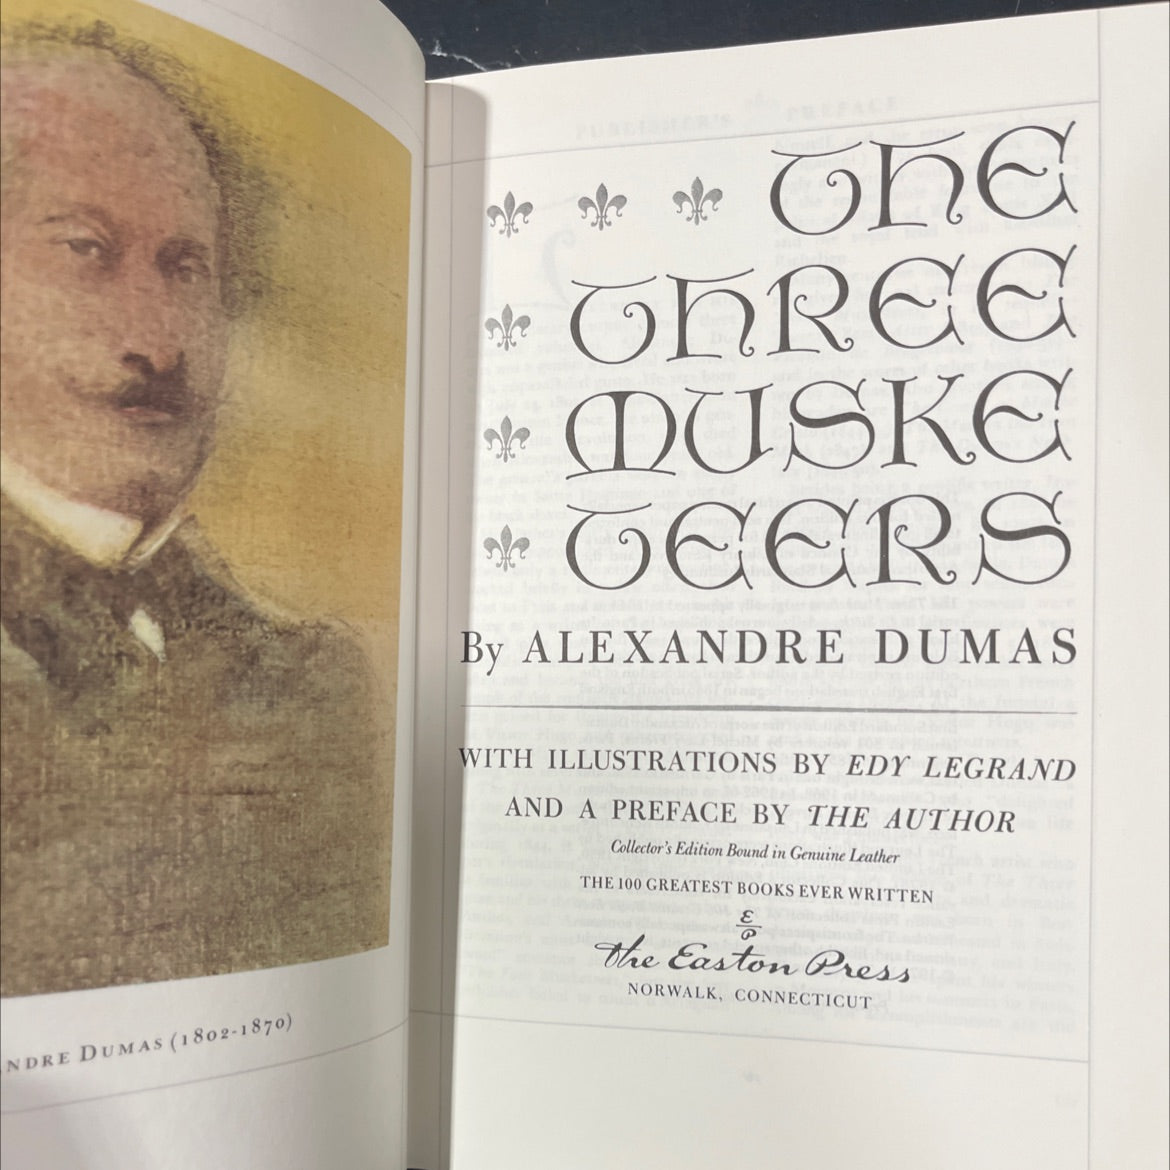 NDRE DUMAS (1802-1870)
THE
THREE
MUSKE
TEERS
By ALEXANDRE DUMAS
WITH ILLUSTRATIONS BY EDY LEGRAND
AND A PREFACE BY THE AUTHOR
Collector's Edition Bound in Genuine Leather
THE 100 GREATEST BOOKS EVER WRITTEN
E
P
The Easton Press
NORWALK, CONNECTICUT